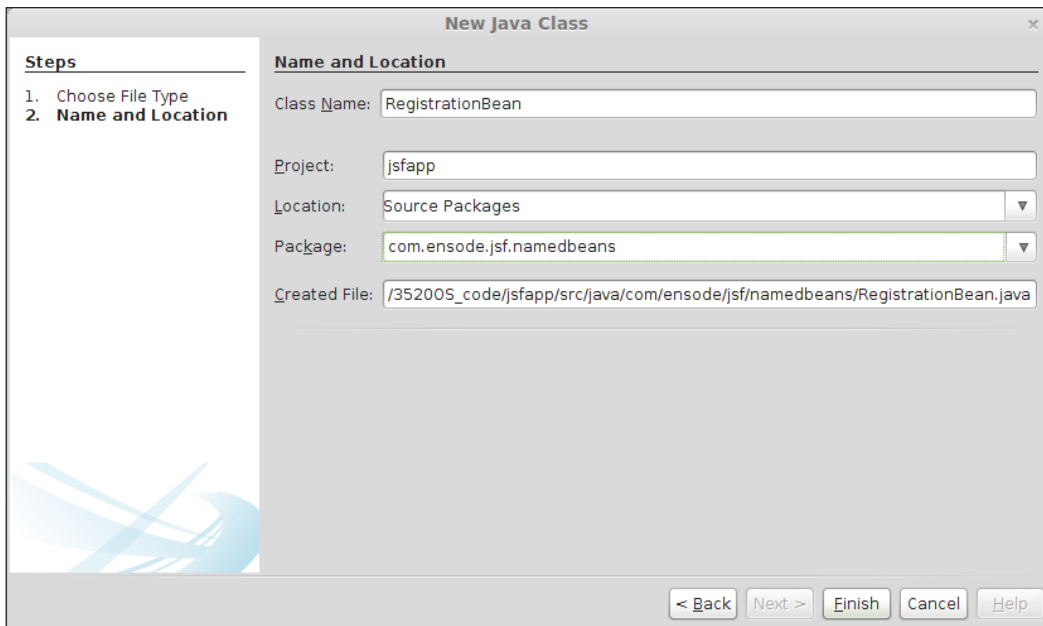 New Java Class
Steps
1. Choose File Type
2. Name and Location
Name and Location
Class Name: RegistrationBean
Project: jsfapp
Location: Source Packages
Package: com.ensode.jsf.namedbeans
Created File: /3520OS_code/jsfapp/src/java/com/ensode/jsf/namedbeans/RegistrationBean.java
< Back Next > Finish Cancel Help